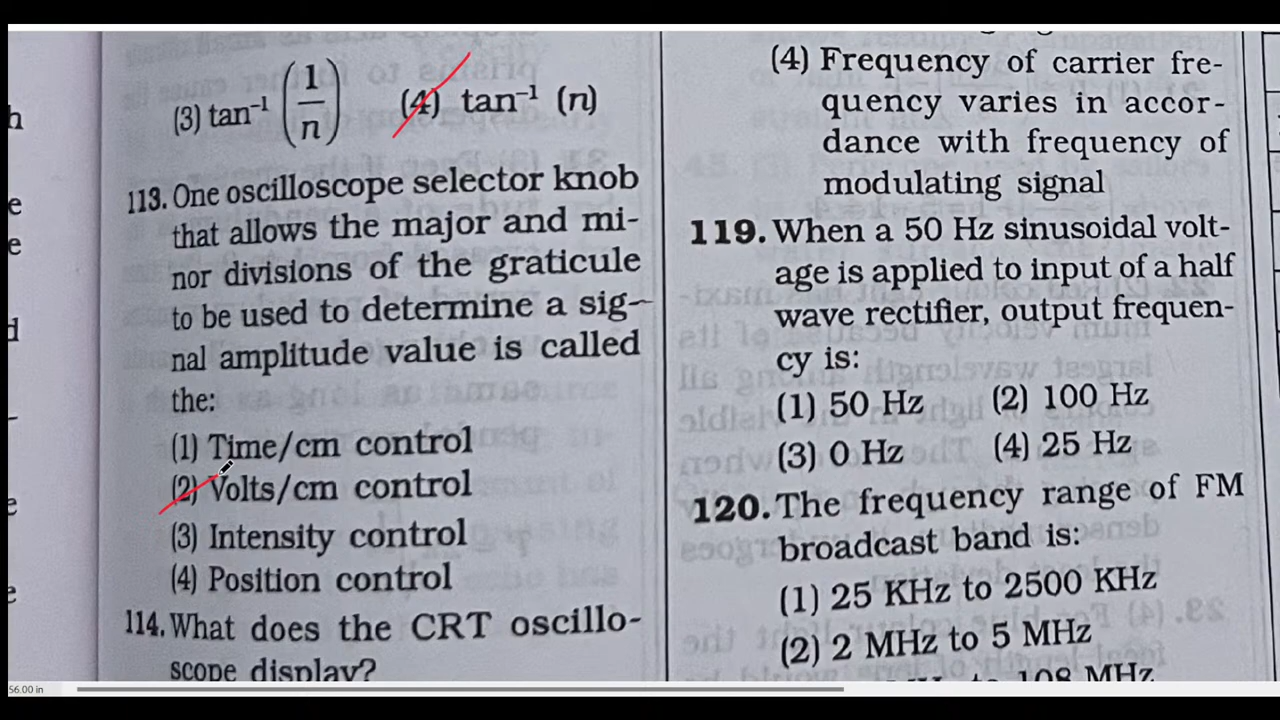 h
e
e
d
e
e
(3) tan⁻¹ (1/n) (4) tan⁻¹ (n)
113. One oscilloscope selector knob
that allows the major and mi-
nor divisions of the graticule
to be used to determine a sig-
nal amplitude value is called
the:
(1) Time/cm control
(2) Volts/cm control
(3) Intensity control
(4) Position control
114. What does the CRT oscillo-
scope display?
(4) Frequency of carrier fre-
quency varies in accor-
dance with frequency of
modulating signal
119. When a 50 Hz sinusoidal volt-
age is applied to input of a half
wave rectifier, output frequen-
cy is:
(1) 50 Hz (2) 100 Hz
(3) 0 Hz (4) 25 Hz
120. The frequency range of FM
broadcast band is:
(1) 25 KHz to 2500 KHz
(2) 2 MHz to 5 MHz
to 108 MHz
56.00 in